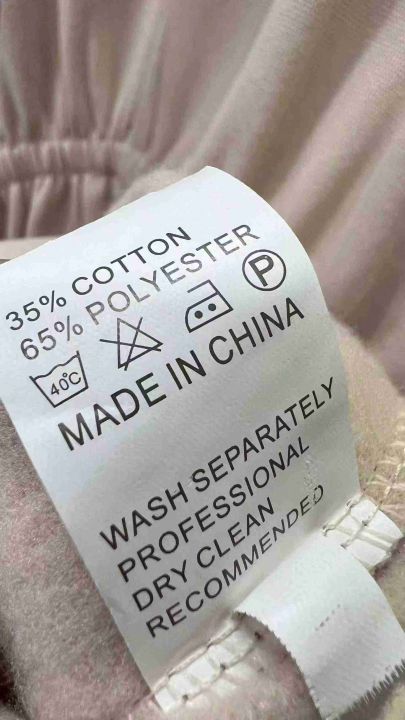 35% COTTON
65% POLYESTER
40°C
P
MADE IN CHINA
WASH SEPARATELY
PROFESSIONAL
DRY CLEAN
RECOMMENDED